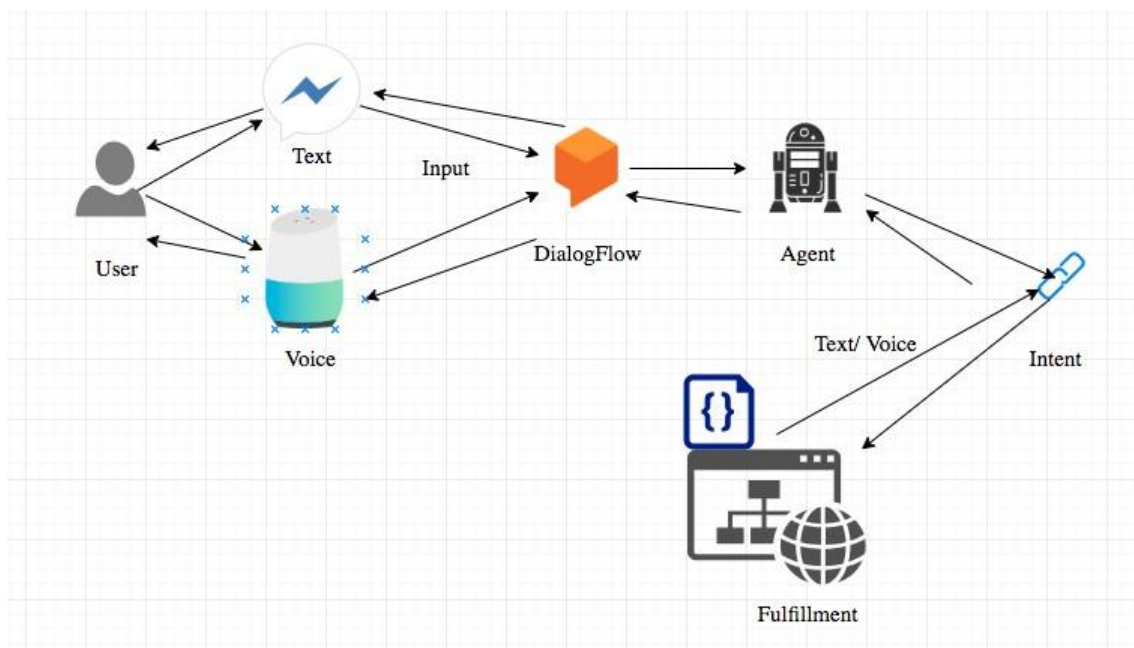 Text
Input
User
DialogFlow
Agent
Voice
Text/ Voice
Intent
{}
Fulfillment